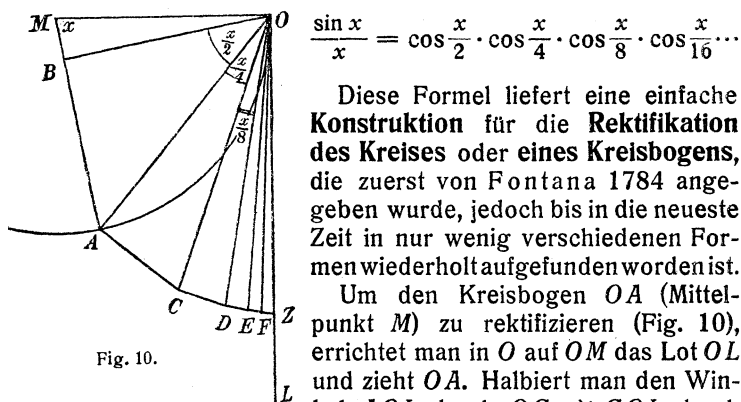 M x O
B x/2 x/4
x/8
A
C D E F Z
L
Fig. 10.
sin x / x = cos x/2 · cos x/4 · cos x/8 · cos x/16 ···
Diese Formel liefert eine einfache
Konstruktion für die Rektifikation
des Kreises oder eines Kreisbogens,
die zuerst von Fontana 1784 ange-
geben wurde, jedoch bis in die neueste
Zeit in nur wenig verschiedenen For-
men wiederholt aufgefunden worden ist.
Um den Kreisbogen OA (Mittel-
punkt M) zu rektifizieren (Fig. 10),
errichtet man in O auf OM das Lot OL
und zieht OA. Halbiert man den Win-